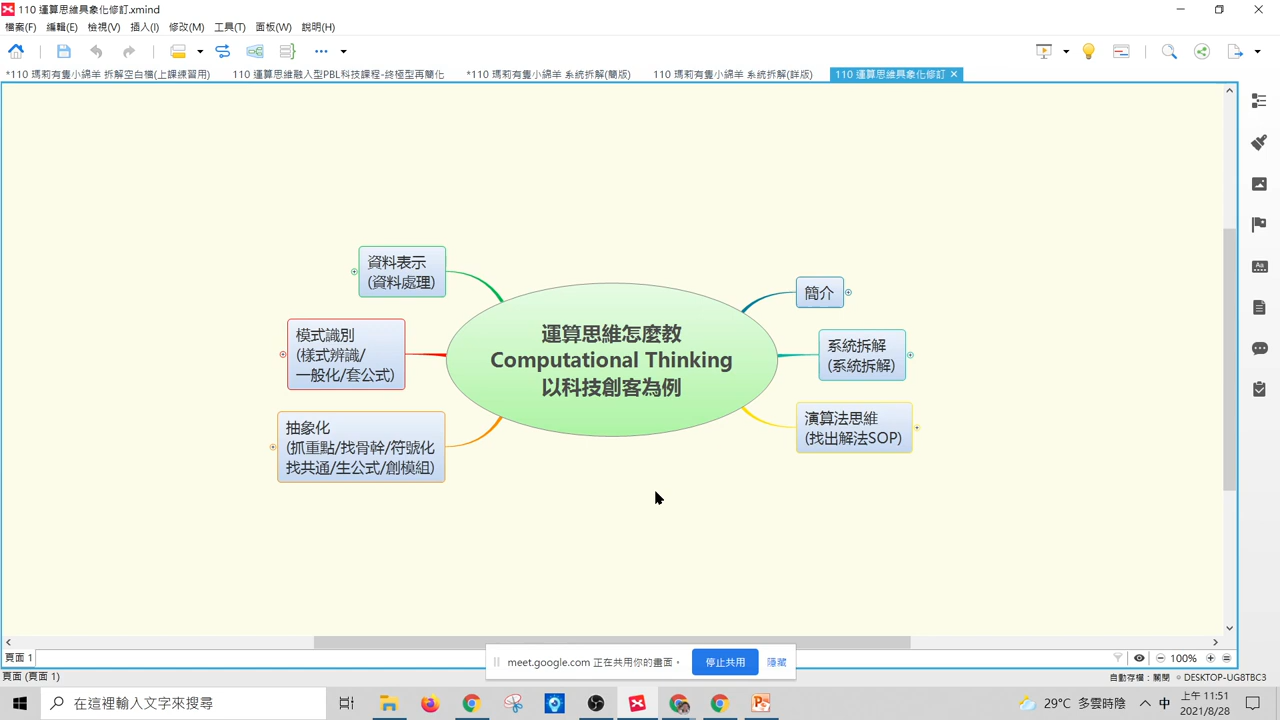 110 運算思維具象化修訂.xmind
檔案(F) 編輯(E) 檢視(V) 插入(I) 修改(M) 工具(T) 面板(W) 說明(H)
*110 瑪莉有隻小綿羊 拆解空白檔(上課練習用) 110 運算思維融入型PBL科技課程-終極型再簡化 *110 瑪莉有隻小綿羊 系統拆解(簡版) 110 瑪莉有隻小綿羊 系統拆解(詳版) 110 運算思維具象化修訂
資料表示
(資料處理)
模式識別
(樣式辨識/
一般化/套公式)
抽象化
(抓重點/找骨幹/符號化
找共通/生公式/創模組)
運算思維怎麼教
Computational Thinking
以科技創客為例
簡介
系統拆解
(系統拆解)
演算法思維
(找出解法SOP)
頁面 1
100%
meet.google.com 正在共用你的畫面。 停止共用 隱藏
頁面 (頁面 1)
自動存檔：關閉 DESKTOP-UG8TBC3
在這裡輸入文字來搜尋
29°C 多雲時陰
中
上午 11:51
2021/8/28